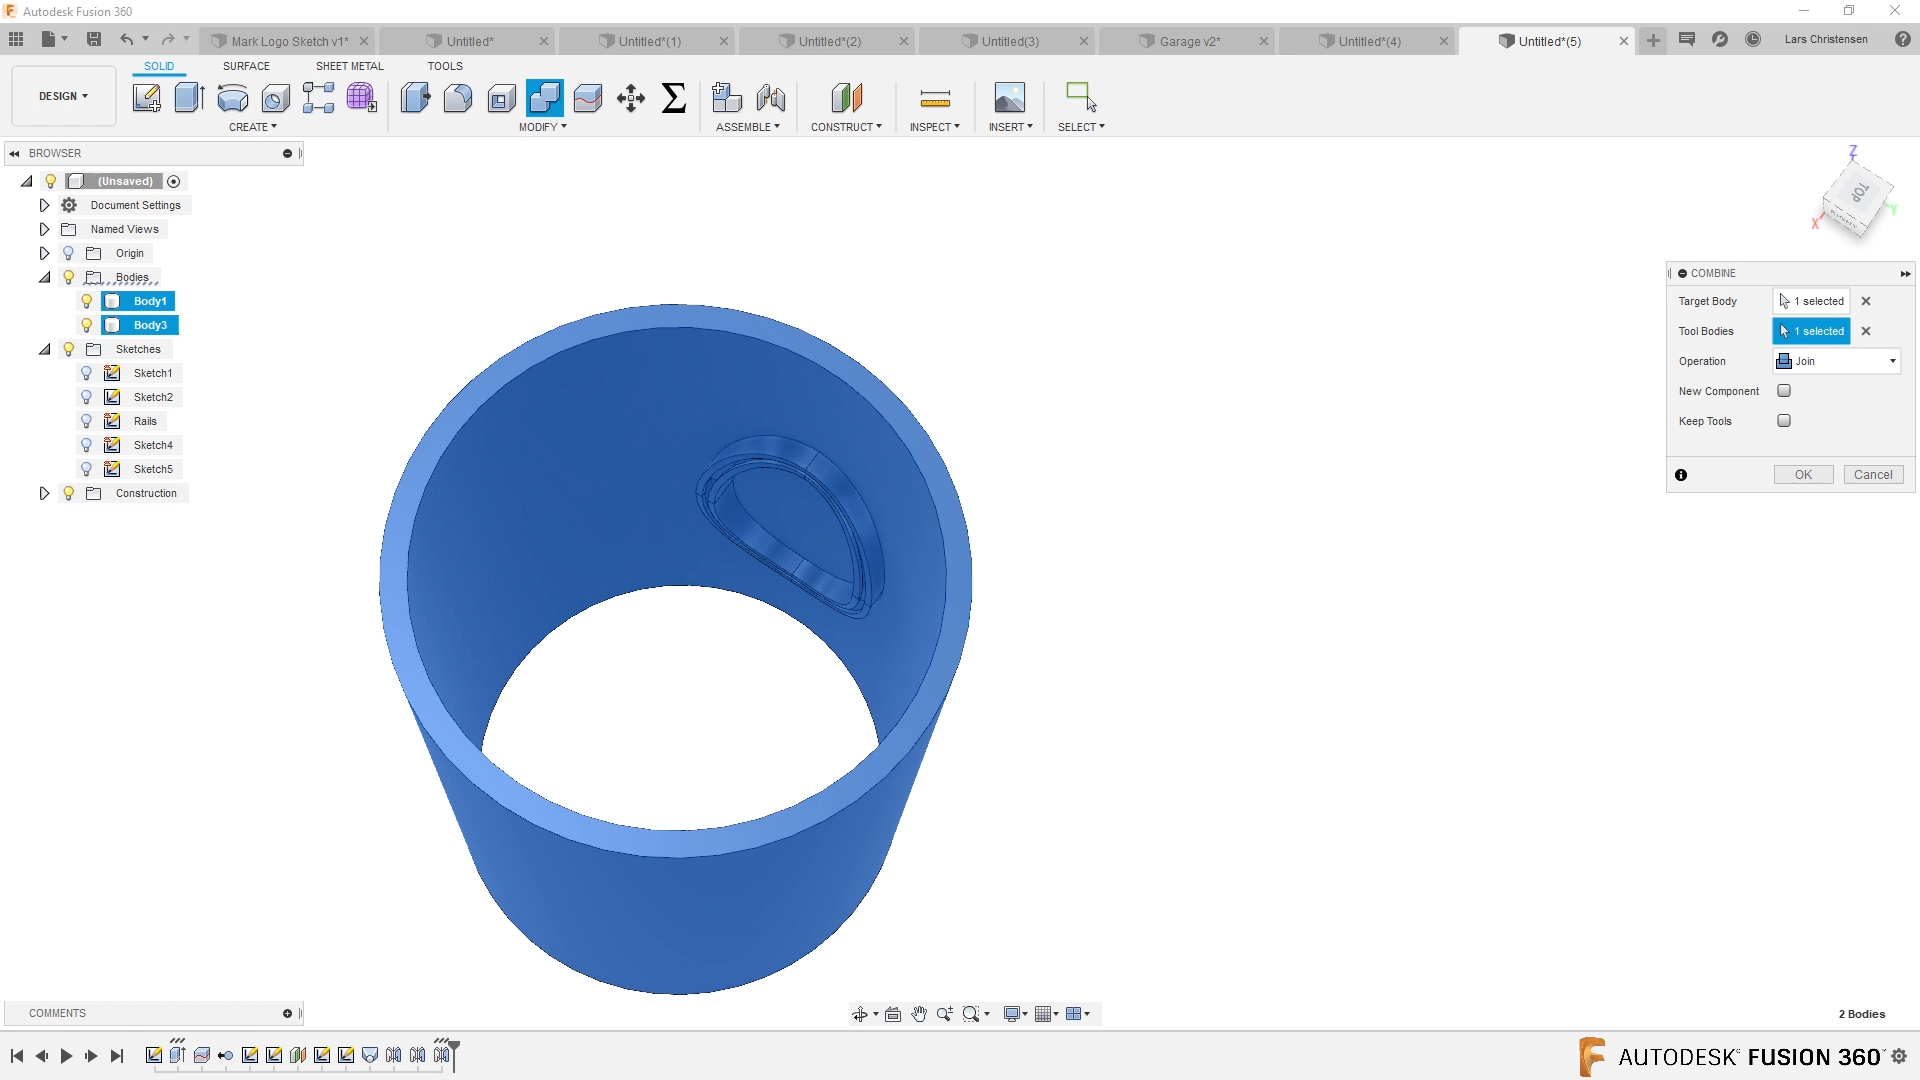 Autodesk Fusion 360
Mark Logo Sketch v1*
Untitled*
Untitled*(1)
Untitled*(2)
Untitled(3)
Garage v2*
Untitled*(4)
Untitled*(5)
Lars Christensen
DESIGN
SOLID
SURFACE
SHEET METAL
TOOLS
CREATE
MODIFY
ASSEMBLE
CONSTRUCT
INSPECT
INSERT
SELECT
BROWSER
(Unsaved)
Document Settings
Named Views
Origin
Bodies
Body1
Body3
Sketches
Sketch1
Sketch2
Rails
Sketch4
Sketch5
Construction
Z
TOP
X
Y
COMBINE
Target Body 1 selected
Tool Bodies 1 selected
Operation Join
New Component
Keep Tools
OK Cancel
COMMENTS
2 Bodies
AUTODESK FUSION 360